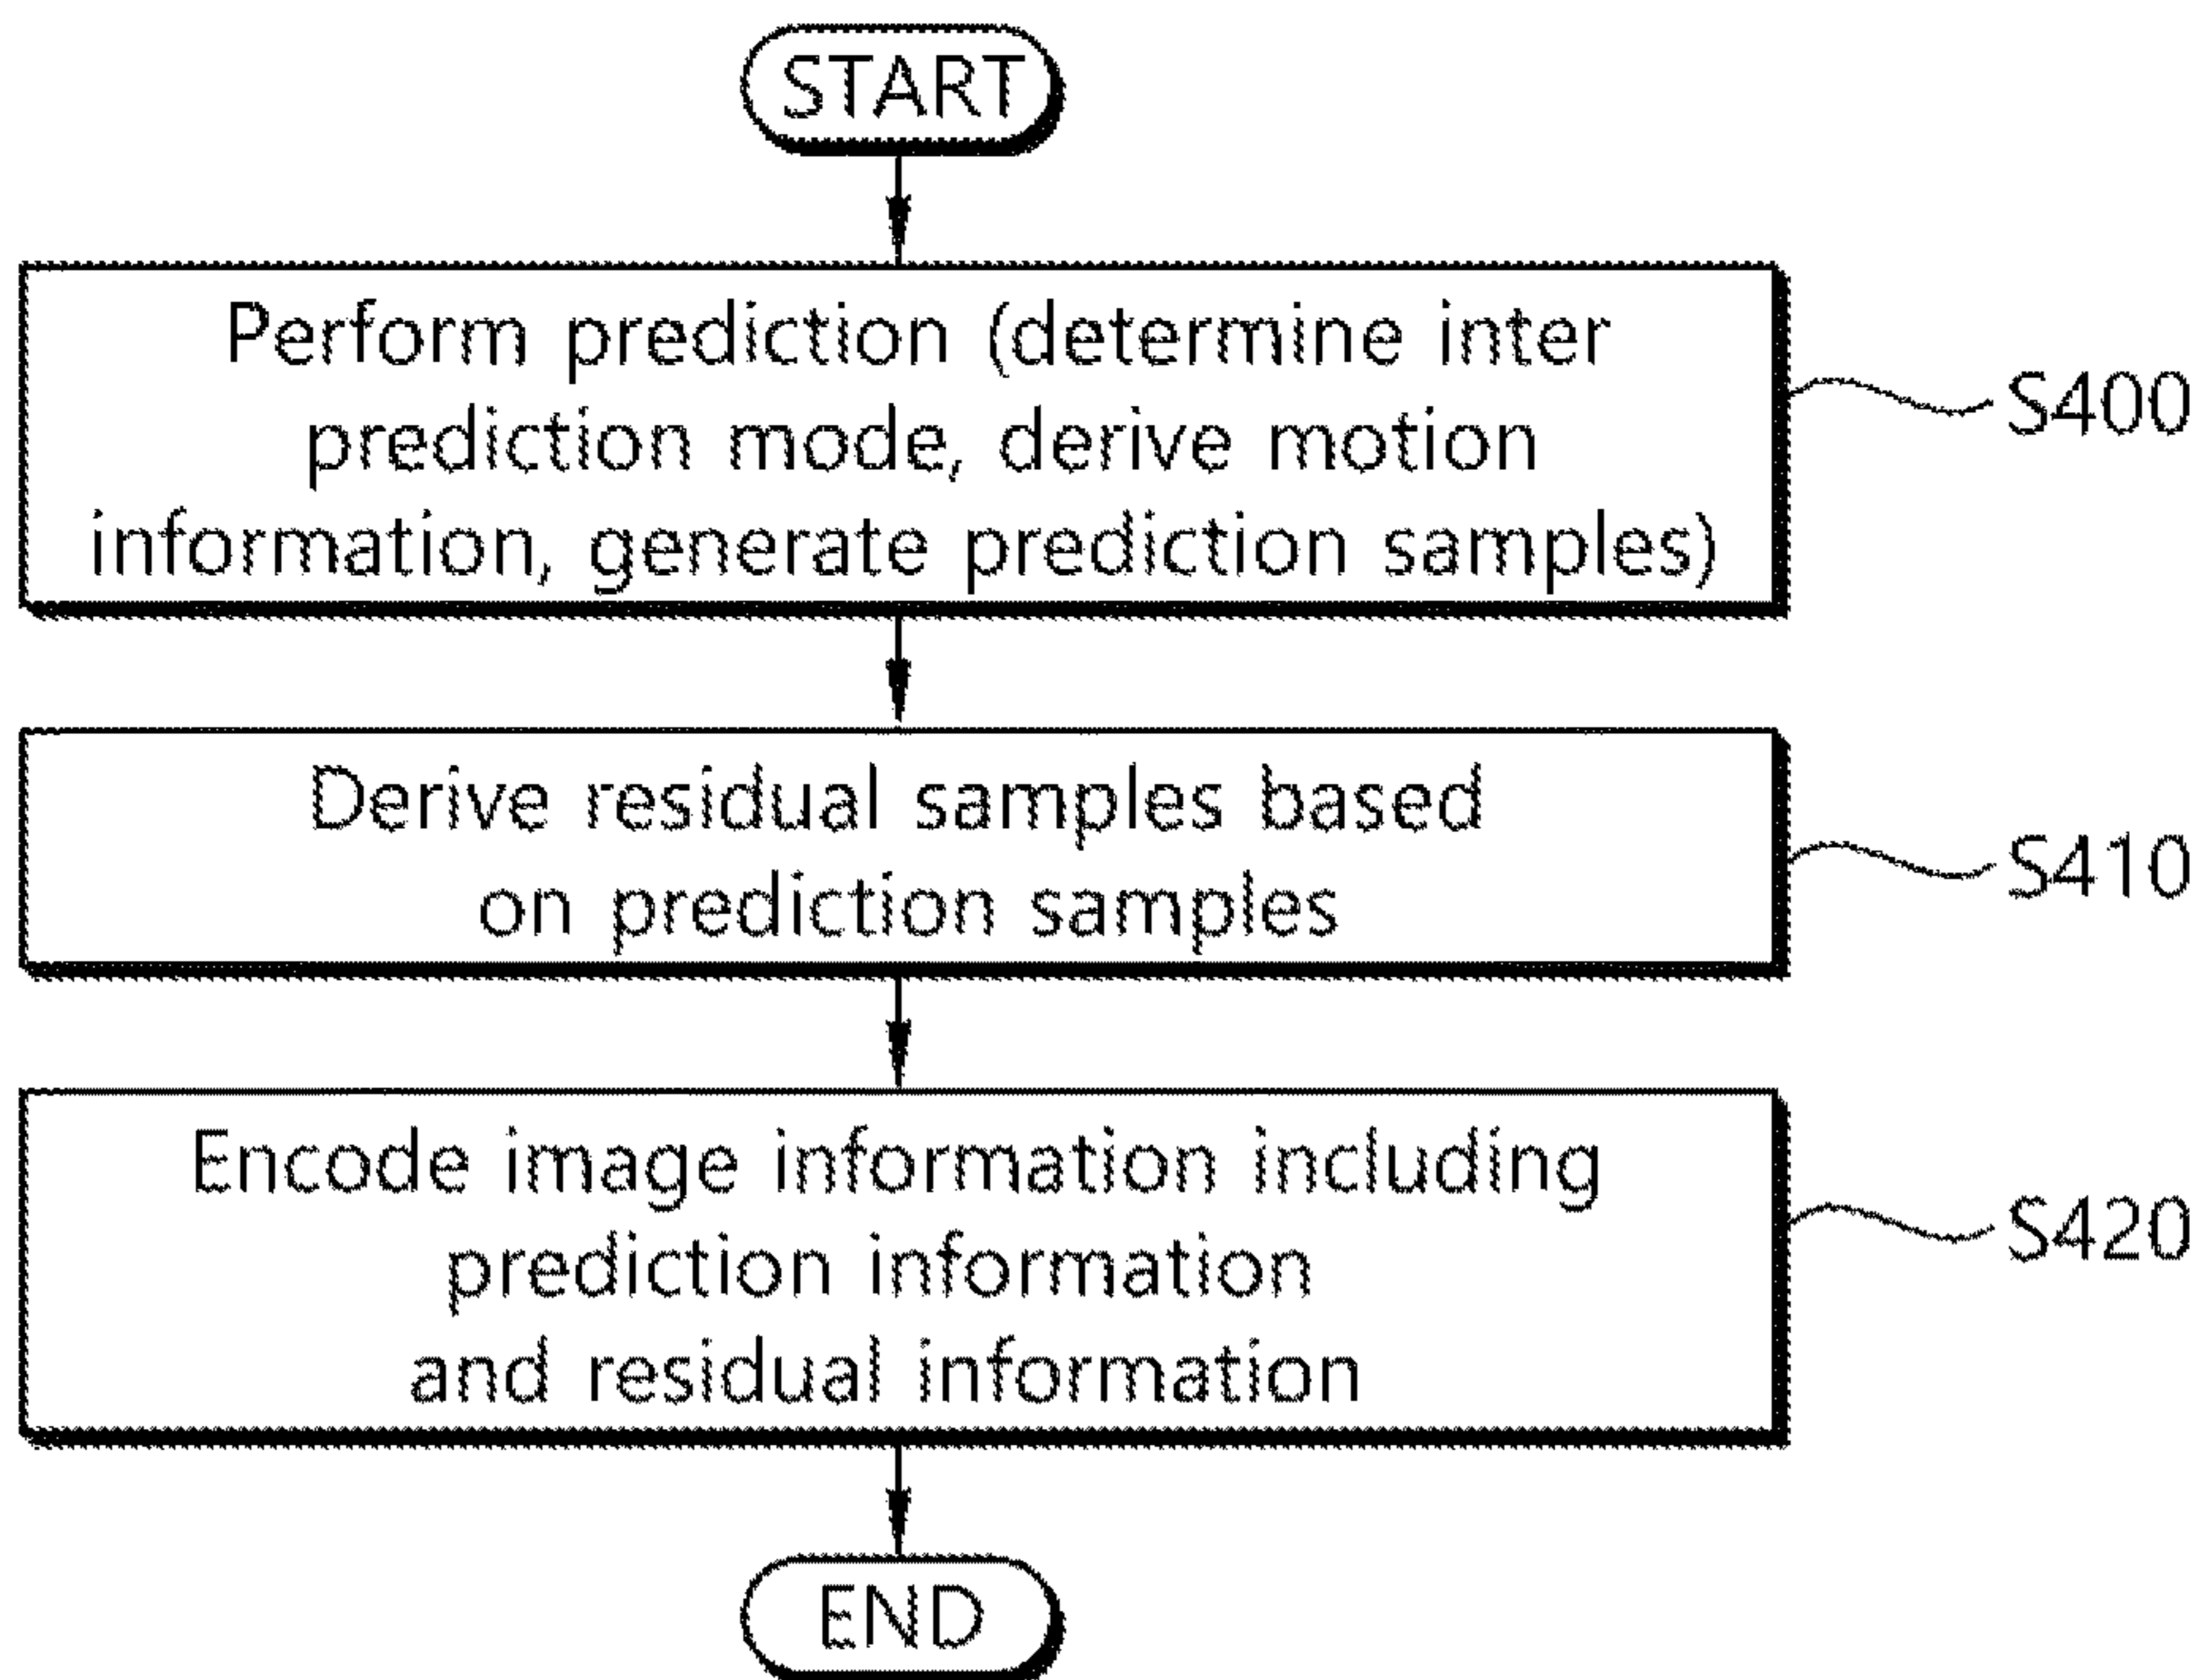 START
Perform prediction (determine inter
prediction mode, derive motion
information, generate prediction samples)
S400
Derive residual samples based
on prediction samples
S410
Encode image information including
prediction information
and residual information
S420
END